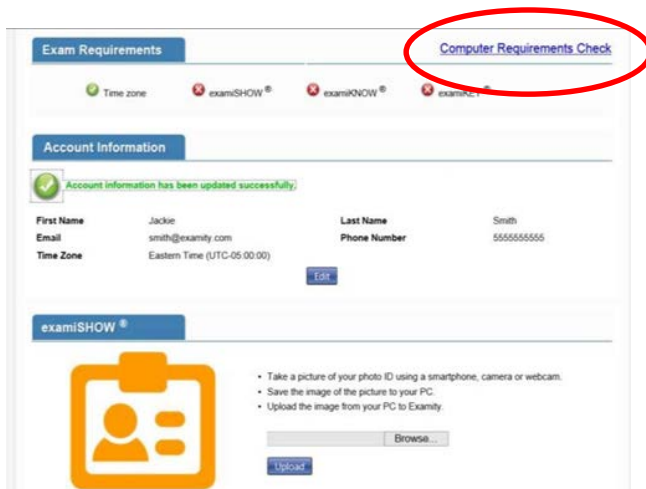 Exam Requirements Computer Requirements Check
Time zone examiSHOW ® examiKNOW ® examiKEY ®
Account Information
Account information has been updated successfully.
First Name Jackie Last Name Smith
Email smith@examity.com Phone Number 5555555555
Time Zone Eastern Time (UTC-05:00:00)
Edit
examiSHOW ®
• Take a picture of your photo ID using a smartphone, camera or webcam.
• Save the image of the picture to your PC.
• Upload the image from your PC to Examity.
Browse...
Upload